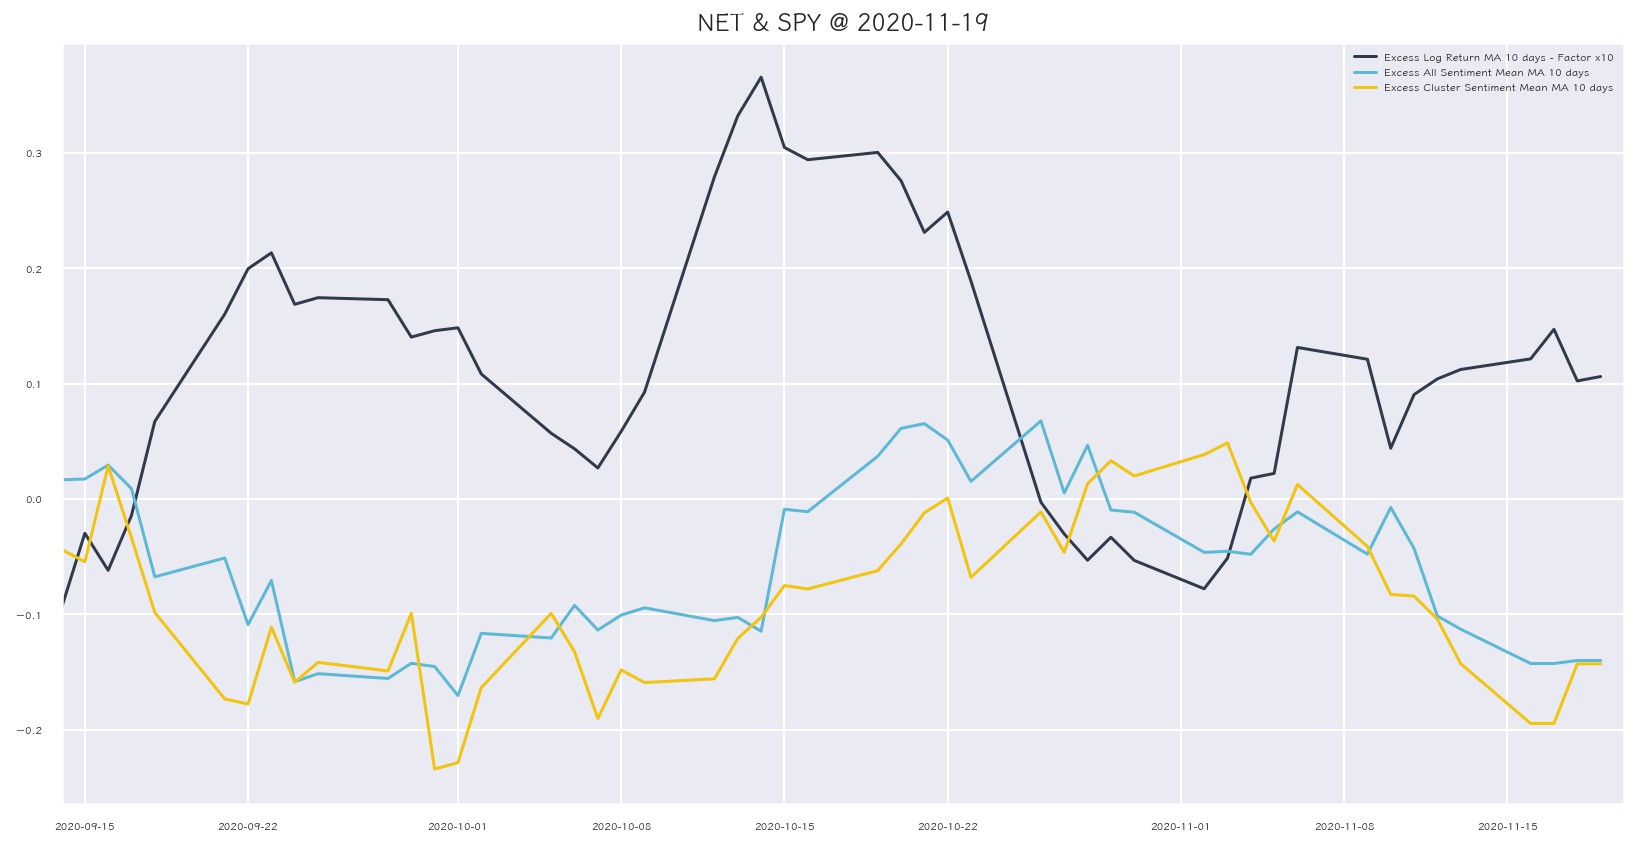 NET & SPY @ 2020-11-19
Excess Log Return MA 10 days - Factor x10
Excess All Sentiment Mean MA 10 days
Excess Cluster Sentiment Mean MA 10 days
0.3
0.2
0.1
0.0
−0.1
−0.2
2020-09-15 2020-09-22 2020-10-01 2020-10-08 2020-10-15 2020-10-22 2020-11-01 2020-11-08 2020-11-15